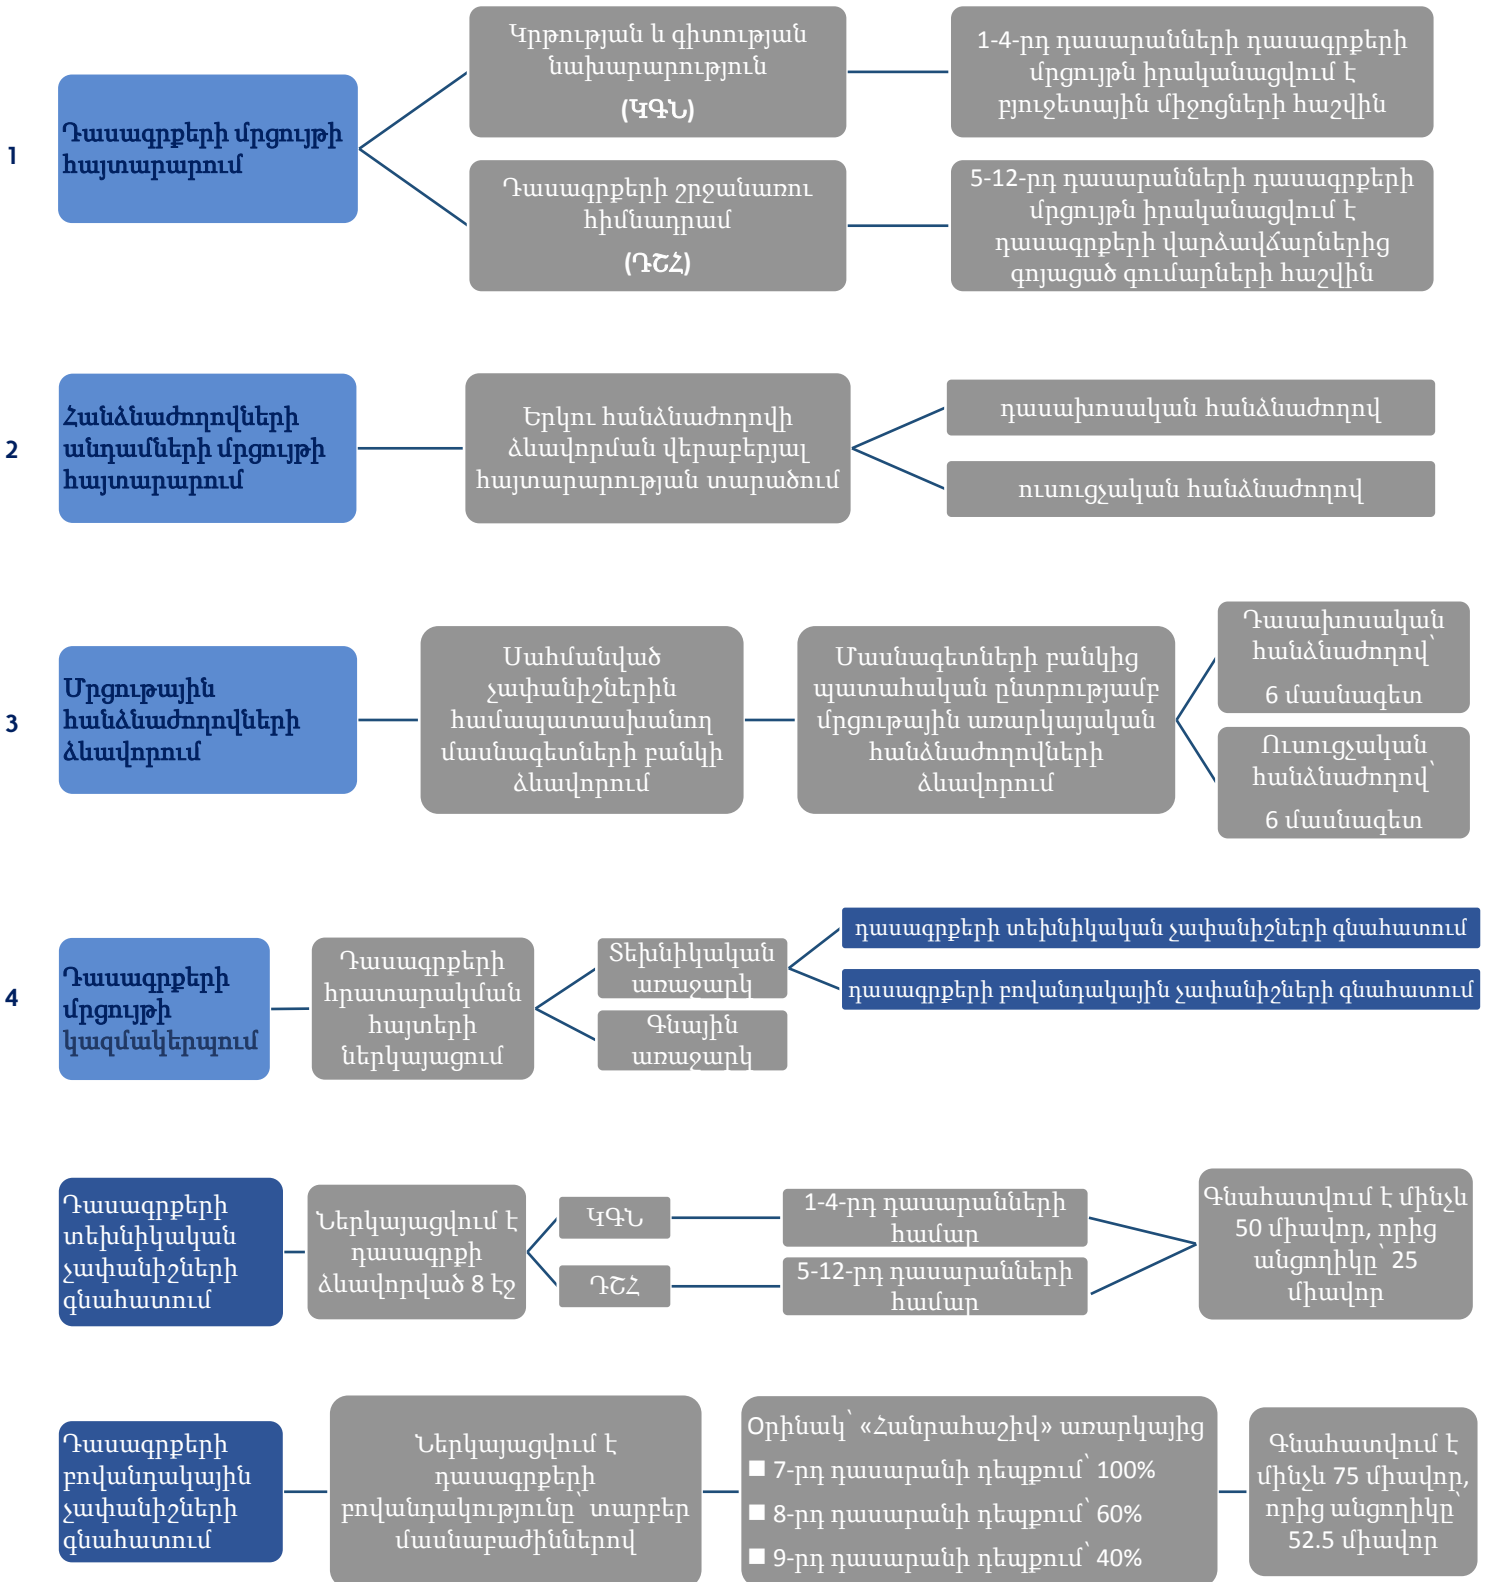 1
Դասագրքերի մրցույթի
հայտարարում
Կրթության և գիտության
նախարարություն
(ԿԳՆ)
1-4-րդ դասարանների դասագրքերի
մրցույթն իրականացվում է
բյուջետային միջոցների հաշվին
Դասագրքերի շրջանառու
հիմնադրամ
(ԴՇՀ)
5-12-րդ դասարանների դասագրքերի
մրցույթն իրականացվում է
դասագրքերի վարձավճարներից
գոյացած գումարների հաշվին
2
Հանձնաժողովների
անդամների մրցույթի
հայտարարում
Երկու հանձնաժողովի
ձևավորման վերաբերյալ
հայտարարության տարածում
դասախոսական հանձնաժողով
ուսուցչական հանձնաժողով
3
Մրցութային
հանձնաժողովների
ձևավորում
Սահմանված
չափանիշներին
համապատասխանող
մասնագետների բանկի
ձևավորում
Մասնագետների բանկից
պատահական ընտրությամբ
մրցութային առարկայական
հանձնաժողովների
ձևավորում
Դասախոսական
հանձնաժողով՝
6 մասնագետ
Ուսուցչական
հանձնաժողով՝
6 մասնագետ
4
Դասագրքերի
մրցույթի
կազմակերպում
Դասագրքերի
հրատարակման
հայտերի
ներկայացում
Տեխնիկական
առաջարկ
Գնային
առաջարկ
դասագրքերի տեխնիկական չափանիշների գնահատում
դասագրքերի բովանդակային չափանիշների գնահատում
Դասագրքերի
տեխնիկական
չափանիշների
գնահատում
Ներկայացվում է
դասագրքի
ձևավորված 8 էջ
ԿԳՆ
1-4-րդ դասարանների
համար
ԴՇՀ
5-12-րդ դասարանների
համար
Գնահատվում է մինչև
50 միավոր, որից
անցողիկը՝ 25
միավոր
Դասագրքերի
բովանդակային
չափանիշների
գնահատում
Ներկայացվում է
դասագրքերի
բովանդակությունը՝ տարբեր
մասնաբաժիններով
Օրինակ՝ «Հանրահաշիվ» առարկայից
■ 7-րդ դասարանի դեպքում՝ 100%
■ 8-րդ դասարանի դեպքում՝ 60%
■ 9-րդ դասարանի դեպքում՝ 40%
Գնահատվում է
մինչև 75 միավոր,
որից անցողիկը՝
52.5 միավոր